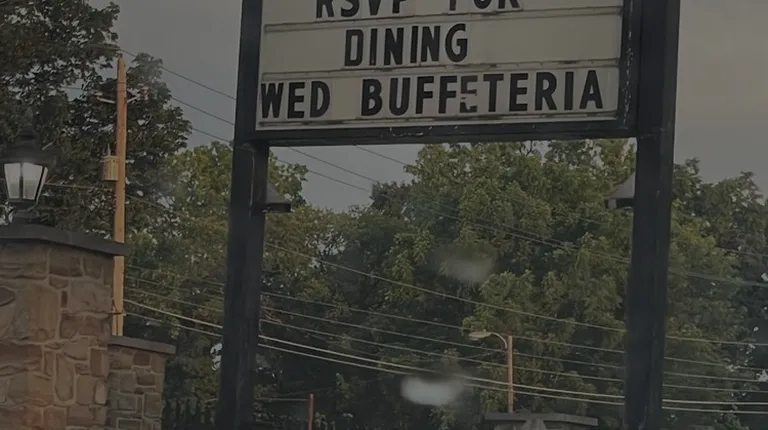 RSVP FOR
DINING
WED BUFFETERIA